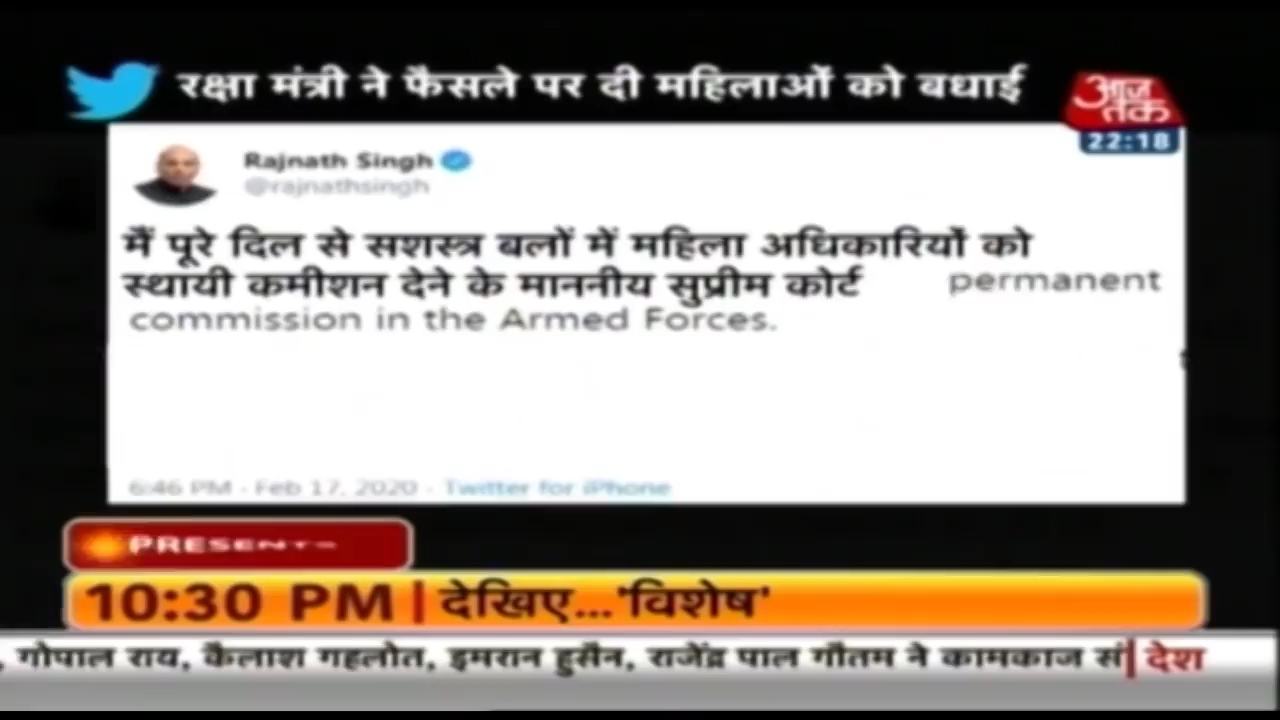 रक्षा मंत्री ने फैसले पर दी महिलाओं को बधाई
आज तक
22:18
Rajnath Singh
@rajnathsingh
मैं पूरे दिल से सशस्त्र बलों में महिला अधिकारियों को
स्थायी कमीशन देने के माननीय सुप्रीम कोर्ट permanent
commission in the Armed Forces.
6:46 PM · Feb 17, 2020 · Twitter for iPhone
10:30 PM | देखिए...'विशेष'
, गोपाल राय, कैलाश गहलोत, इमरान हुसैन, राजेंद्र पाल गौतम ने कामकाज सं | देश